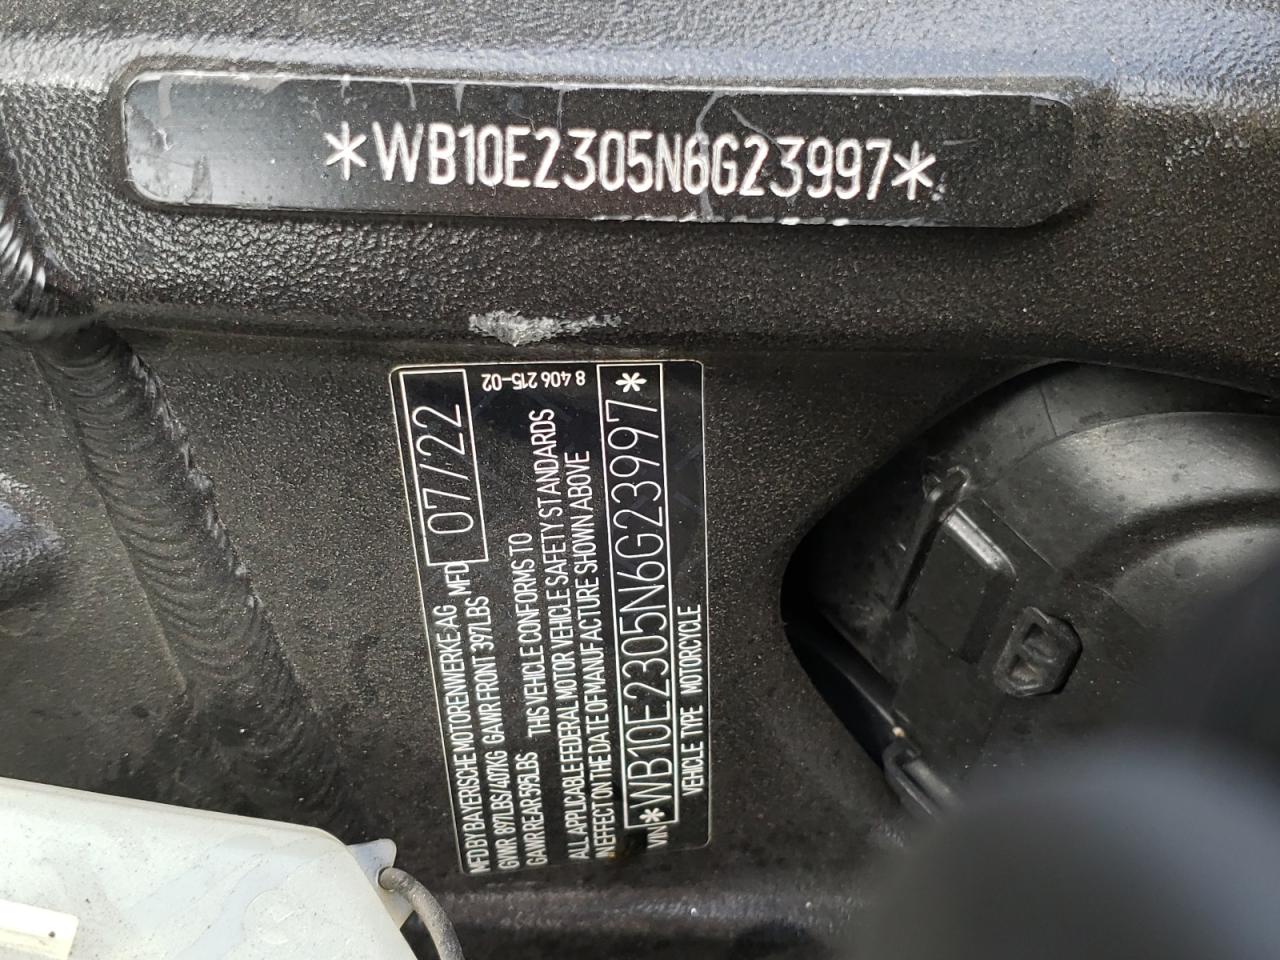 *WB10E2305N6G23997*
MFD BY BAYERISCHE MOTORENWERKE AG MFD 07/22
GVWR 897LBS/407KG GAWR FRONT 397LBS
GAWR REAR 595LBS THIS VEHICLE CONFORMS TO
ALL APPLICABLE FEDERAL MOTOR VEHICLE SAFETY STANDARDS
IN EFFECT ON THE DATE OF MANUFACTURE SHOWN ABOVE
VIN *WB10E2305N6G23997*
VEHICLE TYPE MOTORCYCLE
8 406 215-02